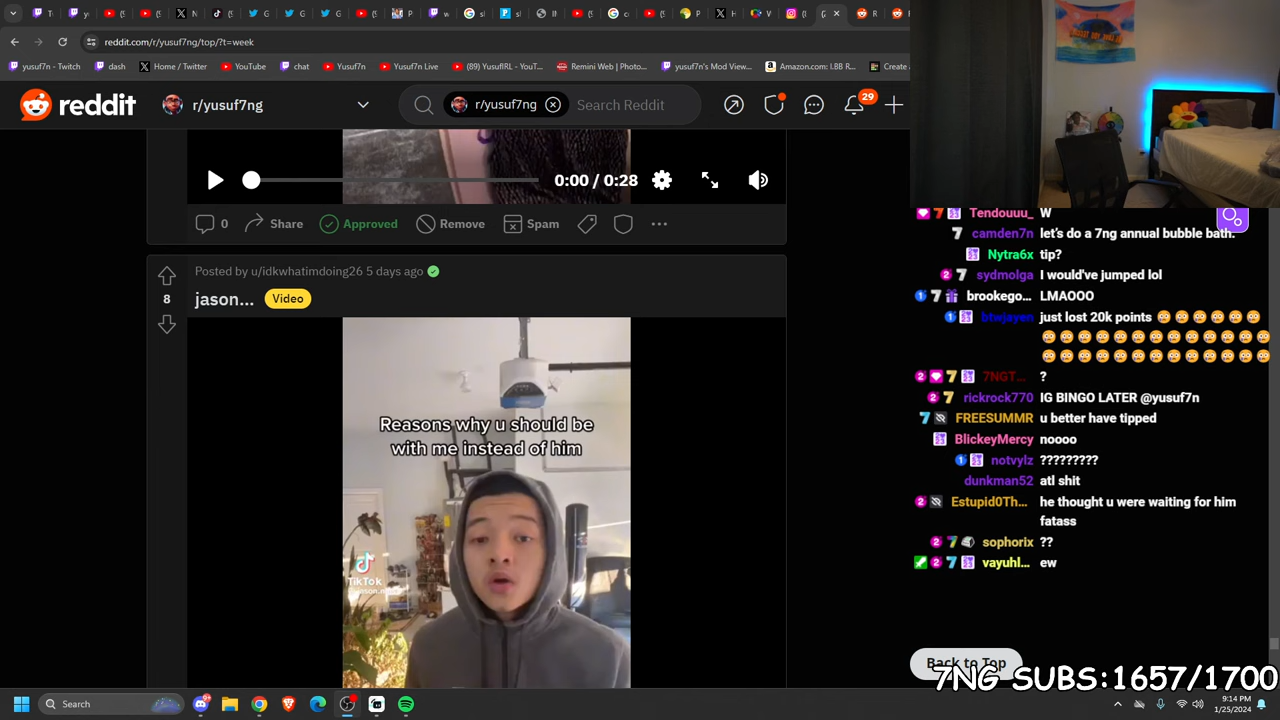 reddit.com/r/yusuf7ng/top/?t=week
yusuf7n - Twitch
dash
Home / Twitter
YouTube
chat
Yusuf7n
Yusuf7n Live
(89) YusufIRL - YouT...
Remini Web | Photo...
yusuf7n's Mod View...
Amazon.com: I.BB R...
Create a
reddit
r/yusuf7ng
r/yusuf7ng
Search Reddit
29
0:00 / 0:28
0
Share
Approved
Remove
Spam
Posted by u/idkwhatimdoing26 5 days ago
8
jason...
Video
Reasons why u should be
with me instead of him
TikTok
Tendouuu_ W
camden7n let's do a 7ng annual bubble bath.
Nytra6x tip?
sydmolga I would've jumped lol
brookego... LMAOOO
btwjayen just lost 20k points 😳😳😳😳😳😳
😳😳😳😳😳😳😳😳😳😳😳😳😳
😳😳😳😳😳😳😳😳😳😳😳😳😳
7NGT... ?
rickrock770 IG BINGO LATER @yusuf7n
FREESUMMR u better have tipped
BlickeyMercy noooo
notvylz ?????????
dunkman52 atl shit
Estupid0Th... he thought u were waiting for him
fatass
sophorix ??
vayuhl... ew
Back to Top
7NG SUBS:1657/1700
Search
9:14 PM
1/25/2024